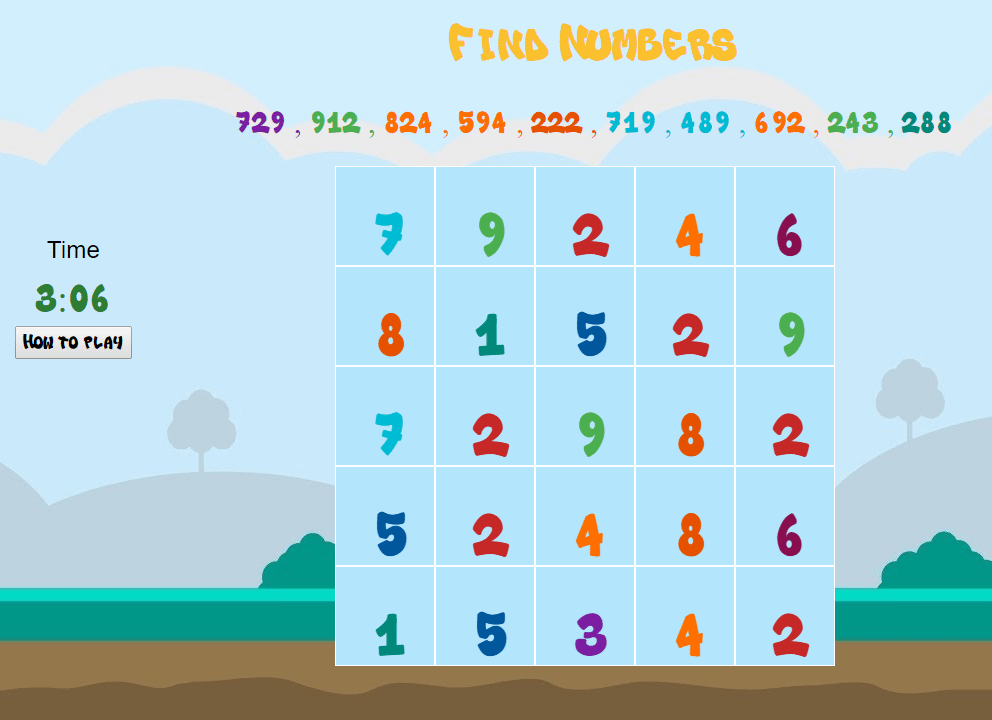 Find Numbers
729 , 912 , 824 , 594 , 222 , 719 , 489 , 692 , 243 , 288
7 9 2 4 6
Time
8 1 5 2 9
3:06
How to play
7 2 9 8 2
5 2 4 8 6
1 5 3 4 2